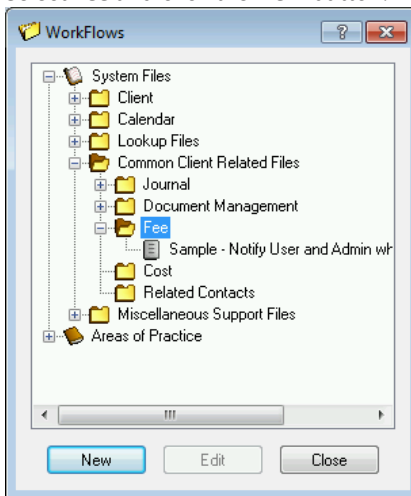 WorkFlows
System Files
Client
Calendar
Lookup Files
Common Client Related Files
Journal
Document Management
Fee
Sample - Notify User and Admin
Cost
Related Contacts
Miscellaneous Support Files
Areas of Practice
New Edit Close